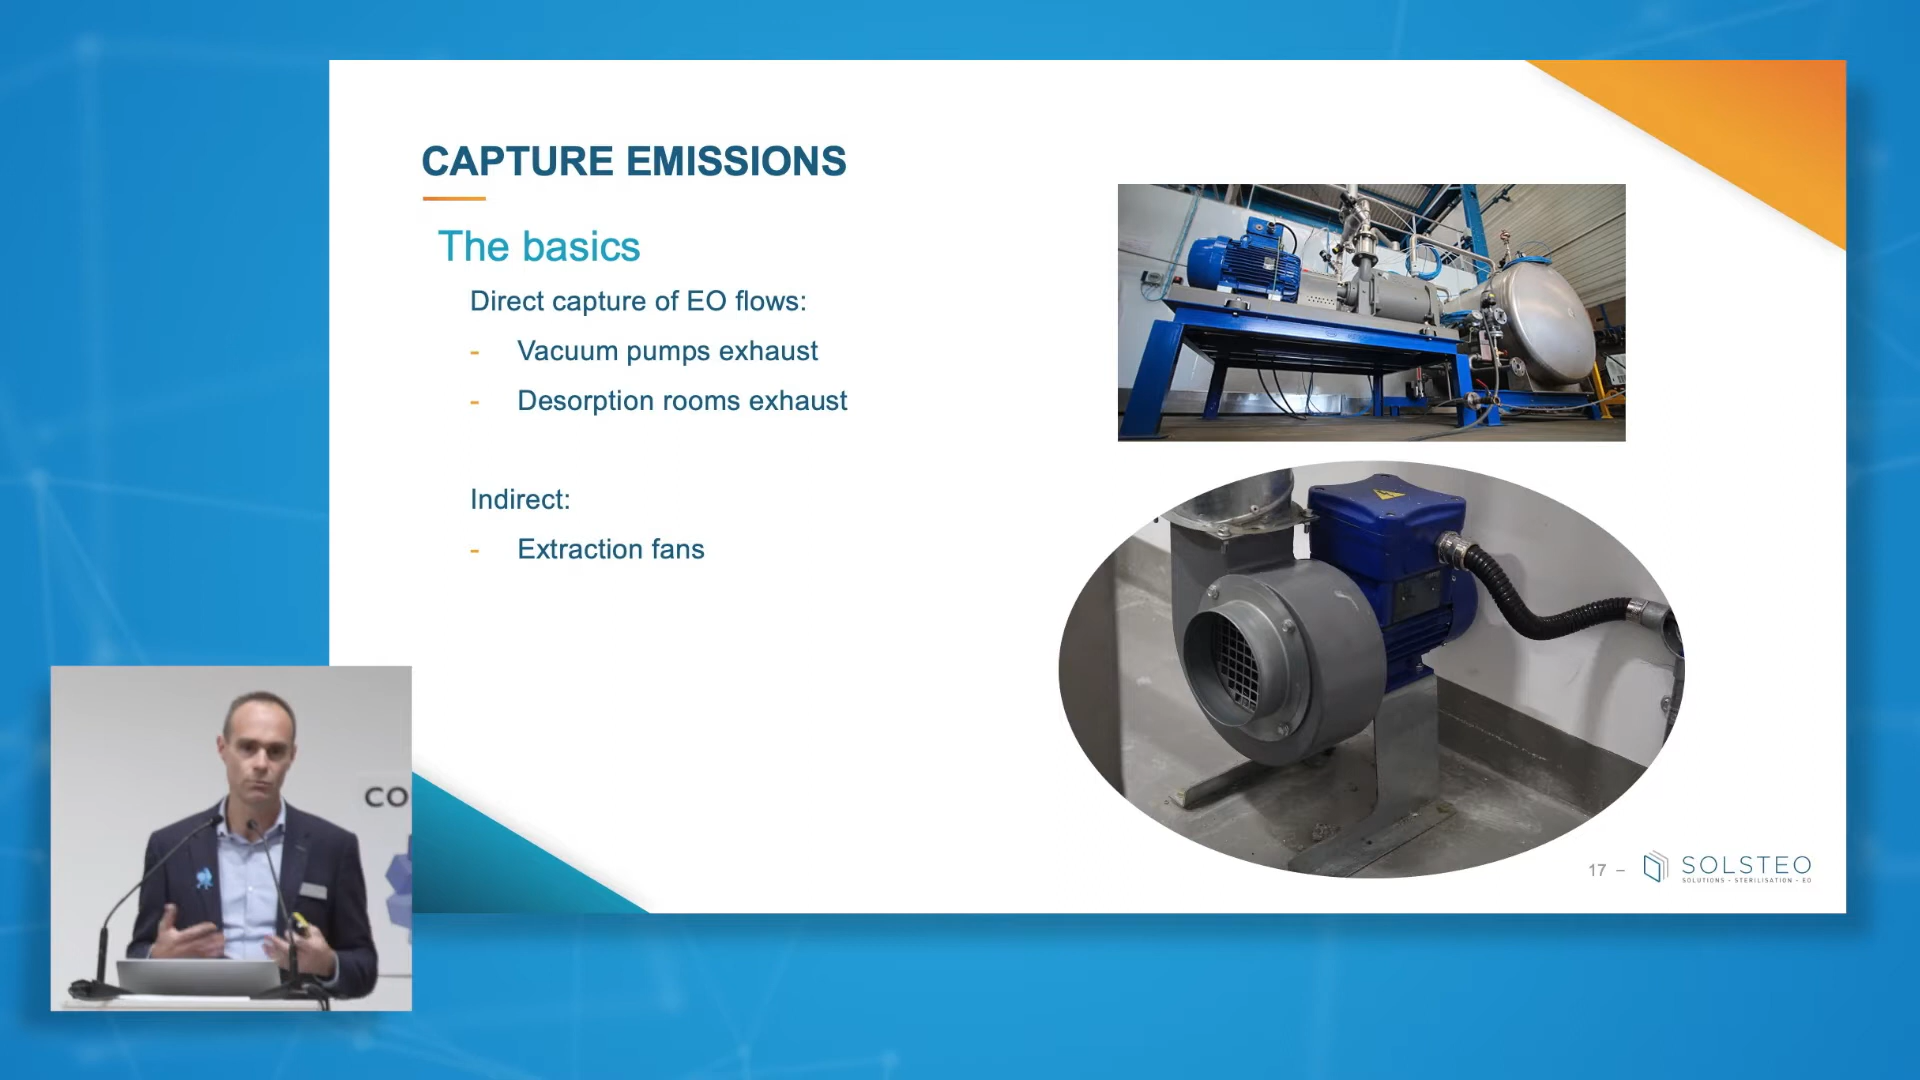 CAPTURE EMISSIONS
The basics
Direct capture of EO flows:
- Vacuum pumps exhaust
- Desorption rooms exhaust
Indirect:
- Extraction fans
CO
17 –
SOLSTEO
SOLUTIONS - STERILISATION - EO